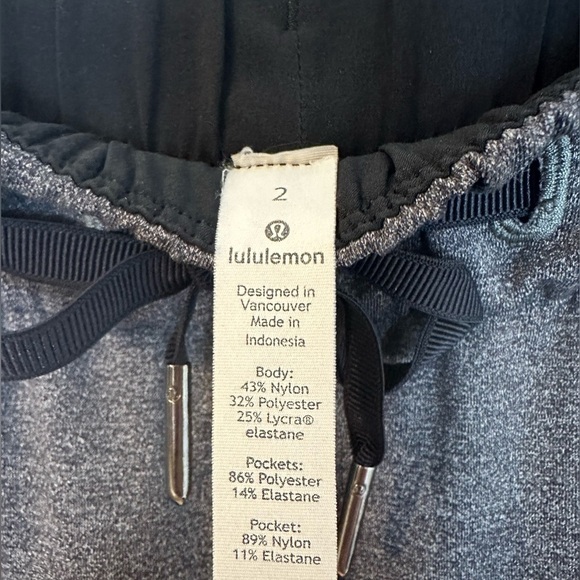 2
lululemon
Designed in
Vancouver
Made in
Indonesia
Body:
43% Nylon
32% Polyester
25% Lycra®
elastane
Pockets:
86% Polyester
14% Elastane
Pocket:
89% Nylon
11% Elastane